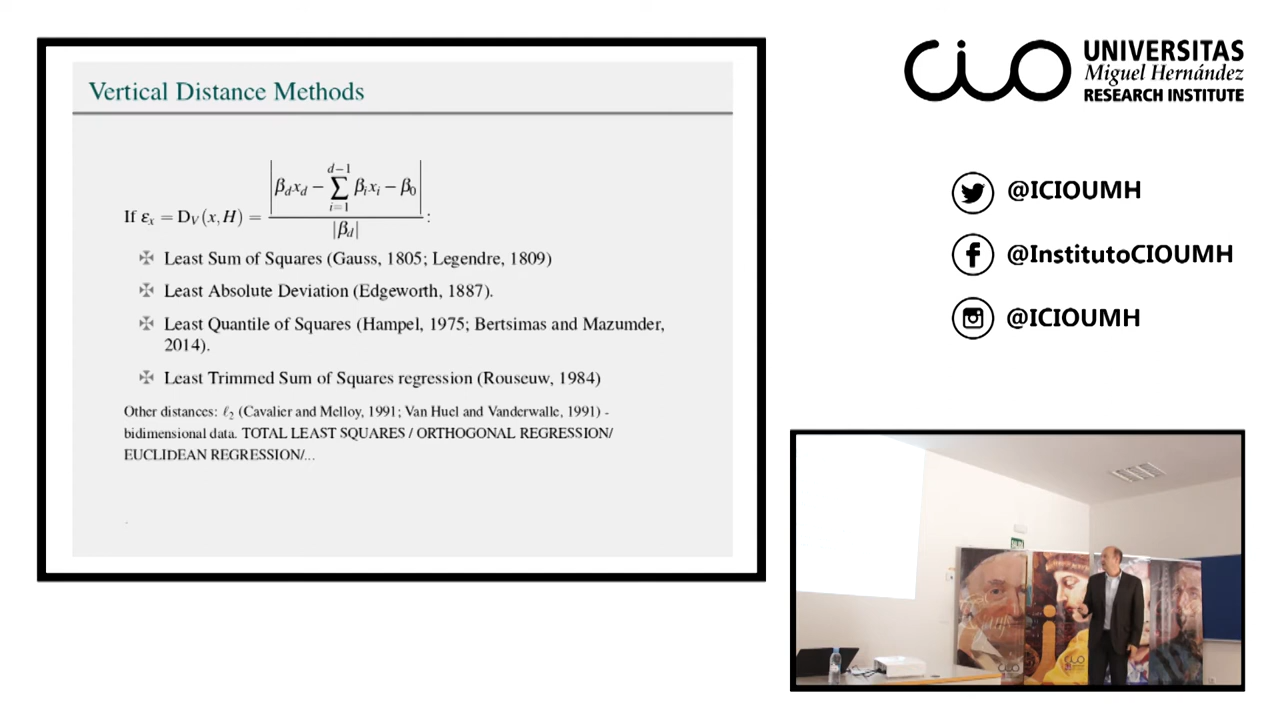 Vertical Distance Methods
If εₓ = D_V(x, H) = |β_d x_d − ∑_{i=1}^{d−1} β_i x_i − β_0| / |β_d| :
✠ Least Sum of Squares (Gauss, 1805; Legendre, 1809)
✠ Least Absolute Deviation (Edgeworth, 1887).
✠ Least Quantile of Squares (Hampel, 1975; Bertsimas and Mazumder,
2014).
✠ Least Trimmed Sum of Squares regression (Rouseuw, 1984)
Other distances: ℓ₂ (Cavalier and Melloy, 1991; Van Huel and Vanderwalle, 1991) -
bidimensional data. TOTAL LEAST SQUARES / ORTHOGONAL REGRESSION/
EUCLIDEAN REGRESSION/...
cio
UNIVERSITAS
Miguel Hernández
RESEARCH INSTITUTE
@ICIOUMH
@InstitutoCIOUMH
@ICIOUMH
SALIDA